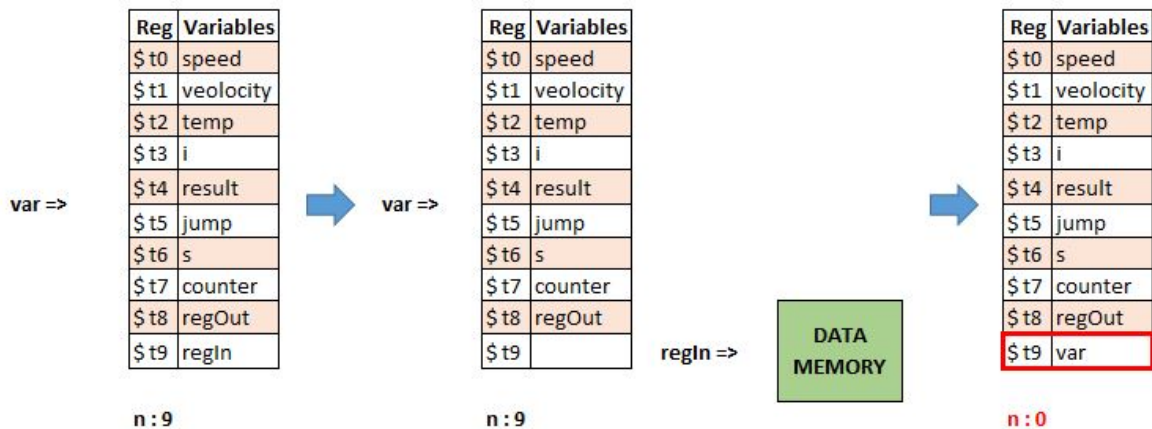 Reg Variables
$t0 speed
$t1 veolocity
$t2 temp
$t3 i
$t4 result
$t5 jump
$t6 s
$t7 counter
$t8 regOut
$t9 regIn
var =>
n : 9
Reg Variables
$t0 speed
$t1 veolocity
$t2 temp
$t3 i
$t4 result
$t5 jump
$t6 s
$t7 counter
$t8 regOut
$t9
var =>
n : 9
regIn =>
DATA
MEMORY
Reg Variables
$t0 speed
$t1 veolocity
$t2 temp
$t3 i
$t4 result
$t5 jump
$t6 s
$t7 counter
$t8 regOut
$t9 var
n : 0